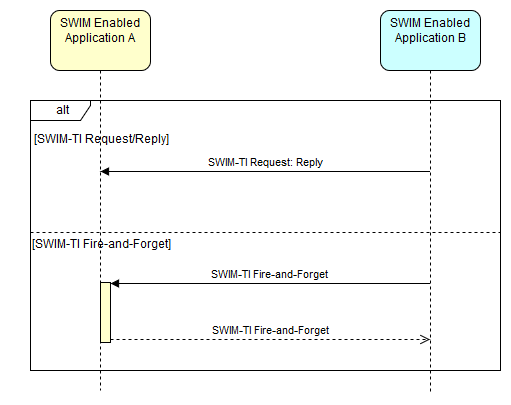 SWIM Enabled
Application A
SWIM Enabled
Application B
alt
[SWIM-TI Request/Reply]
SWIM-TI Request: Reply
[SWIM-TI Fire-and-Forget]
SWIM-TI Fire-and-Forget
SWIM-TI Fire-and-Forget